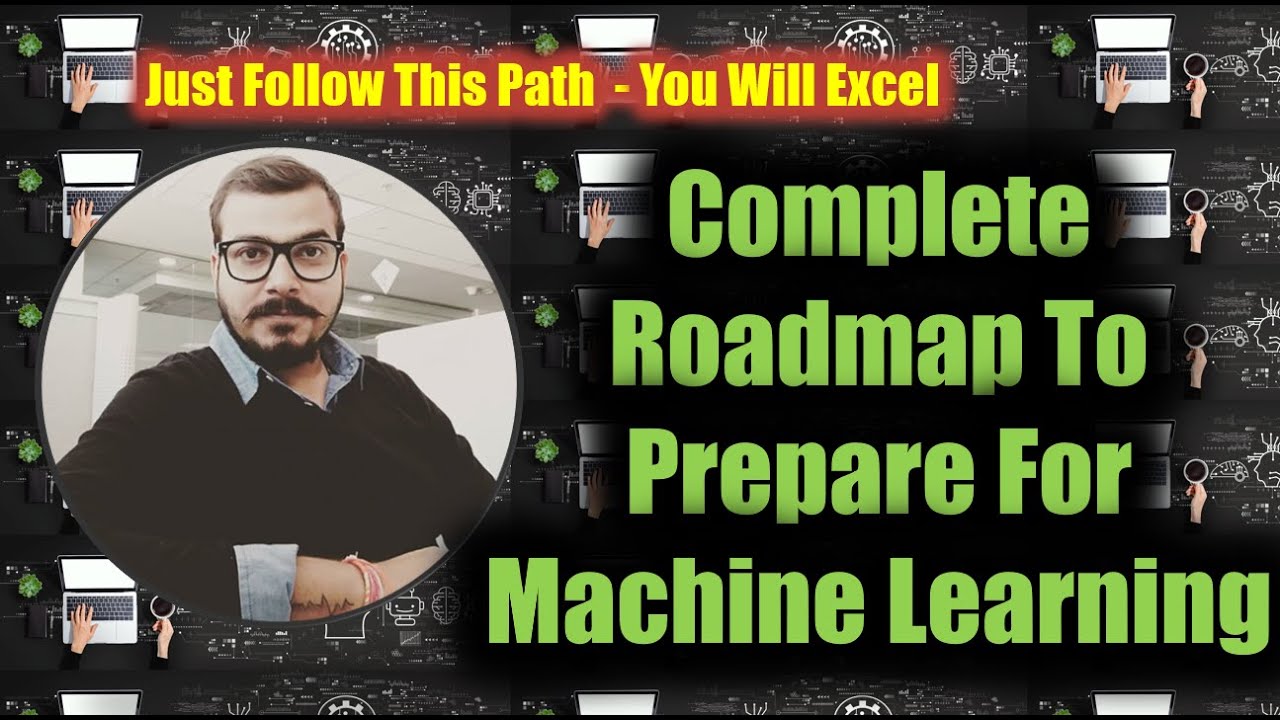 Just Follow This Path - You Will Excel
Complete
Roadmap To
Prepare For
Machine Learning